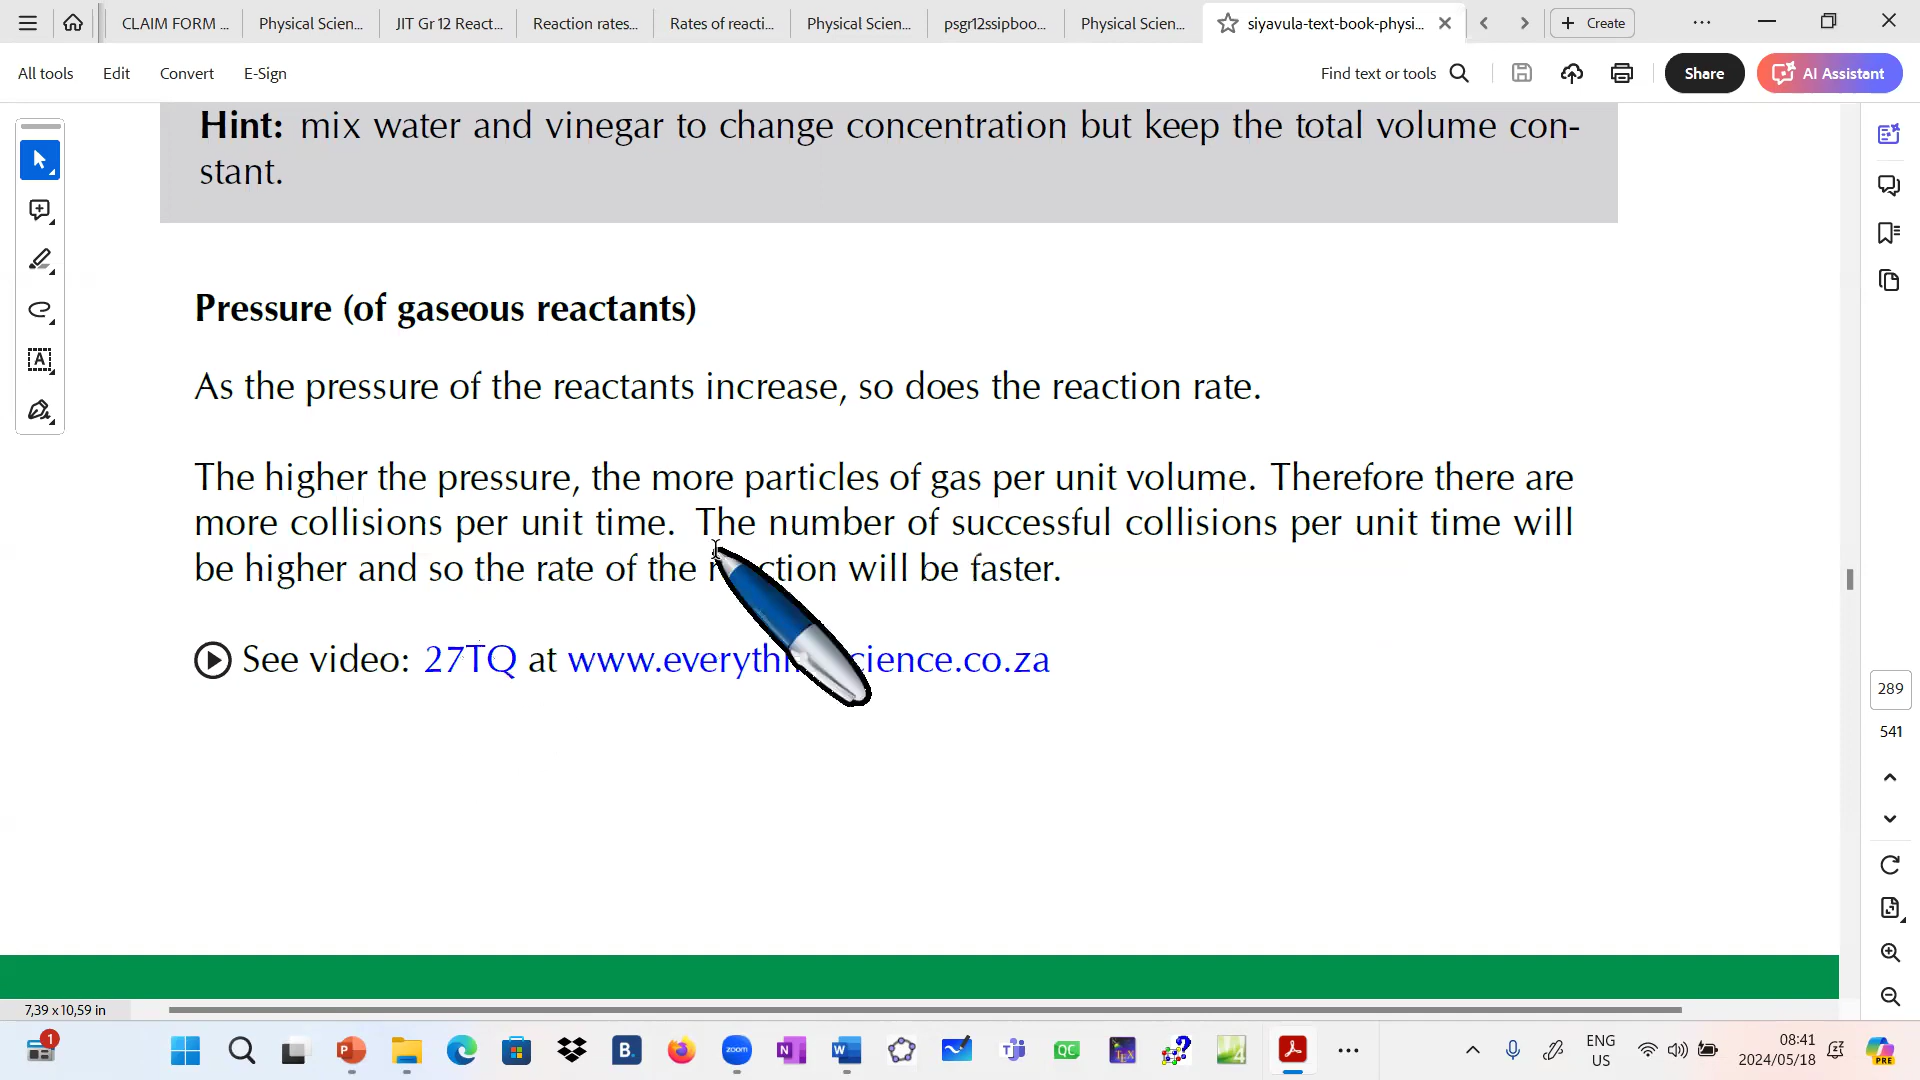 CLAIM FORM ...
Physical Scien...
JIT Gr 12 React...
Reaction rates...
Rates of reacti...
Physical Scien...
psgr12ssipboo...
Physical Scien...
siyavula-text-book-physi...
Create
All tools
Edit
Convert
E-Sign
Find text or tools
Share
AI Assistant
Hint: mix water and vinegar to change concentration but keep the total volume con-
stant.
Pressure (of gaseous reactants)
As the pressure of the reactants increase, so does the reaction rate.
The higher the pressure, the more particles of gas per unit volume. Therefore there are
more collisions per unit time. The number of successful collisions per unit time will
be higher and so the rate of the reaction will be faster.
See video: 27TQ at www.everythingscience.co.za
289
541
7,39 x 10,59 in
1
zoom
ENG
US
08:41
2024/05/18
PRE